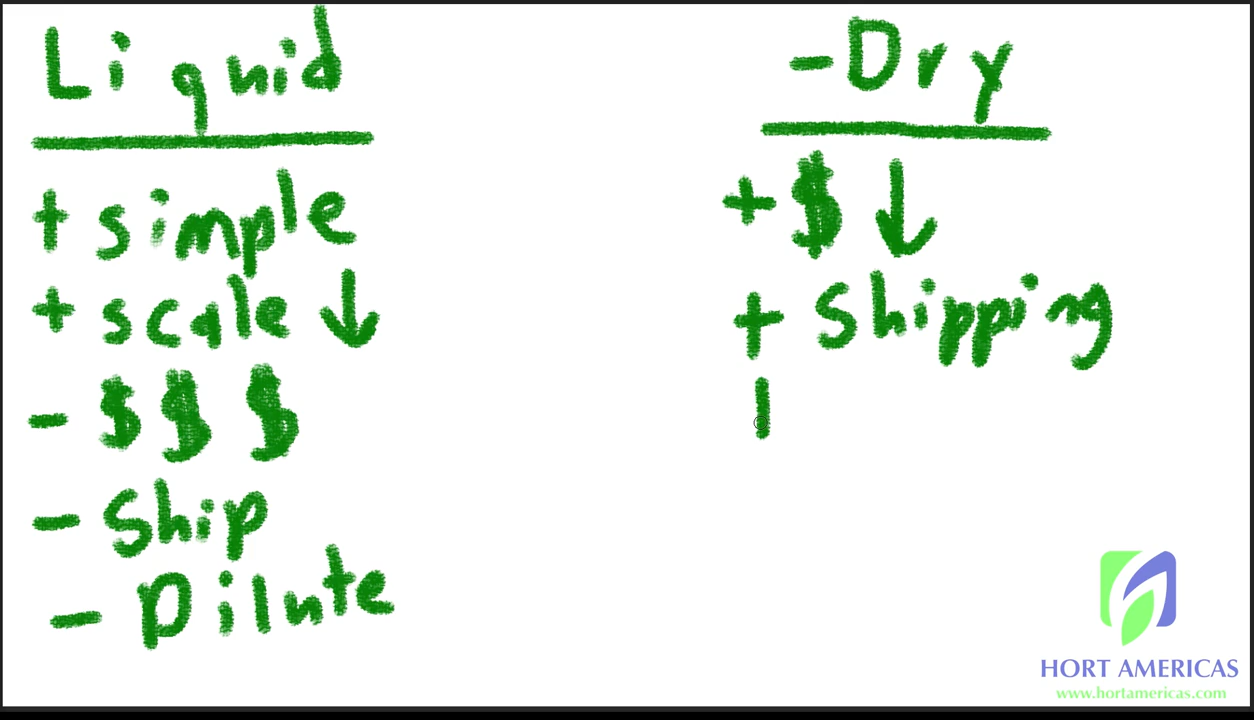 Liquid
+ simple
+ scale ↓
- $ $ $
- Ship
- Dilute
- Dry
+ $ ↓
+ Shipping
HORT AMERICAS
www.hortamericas.com